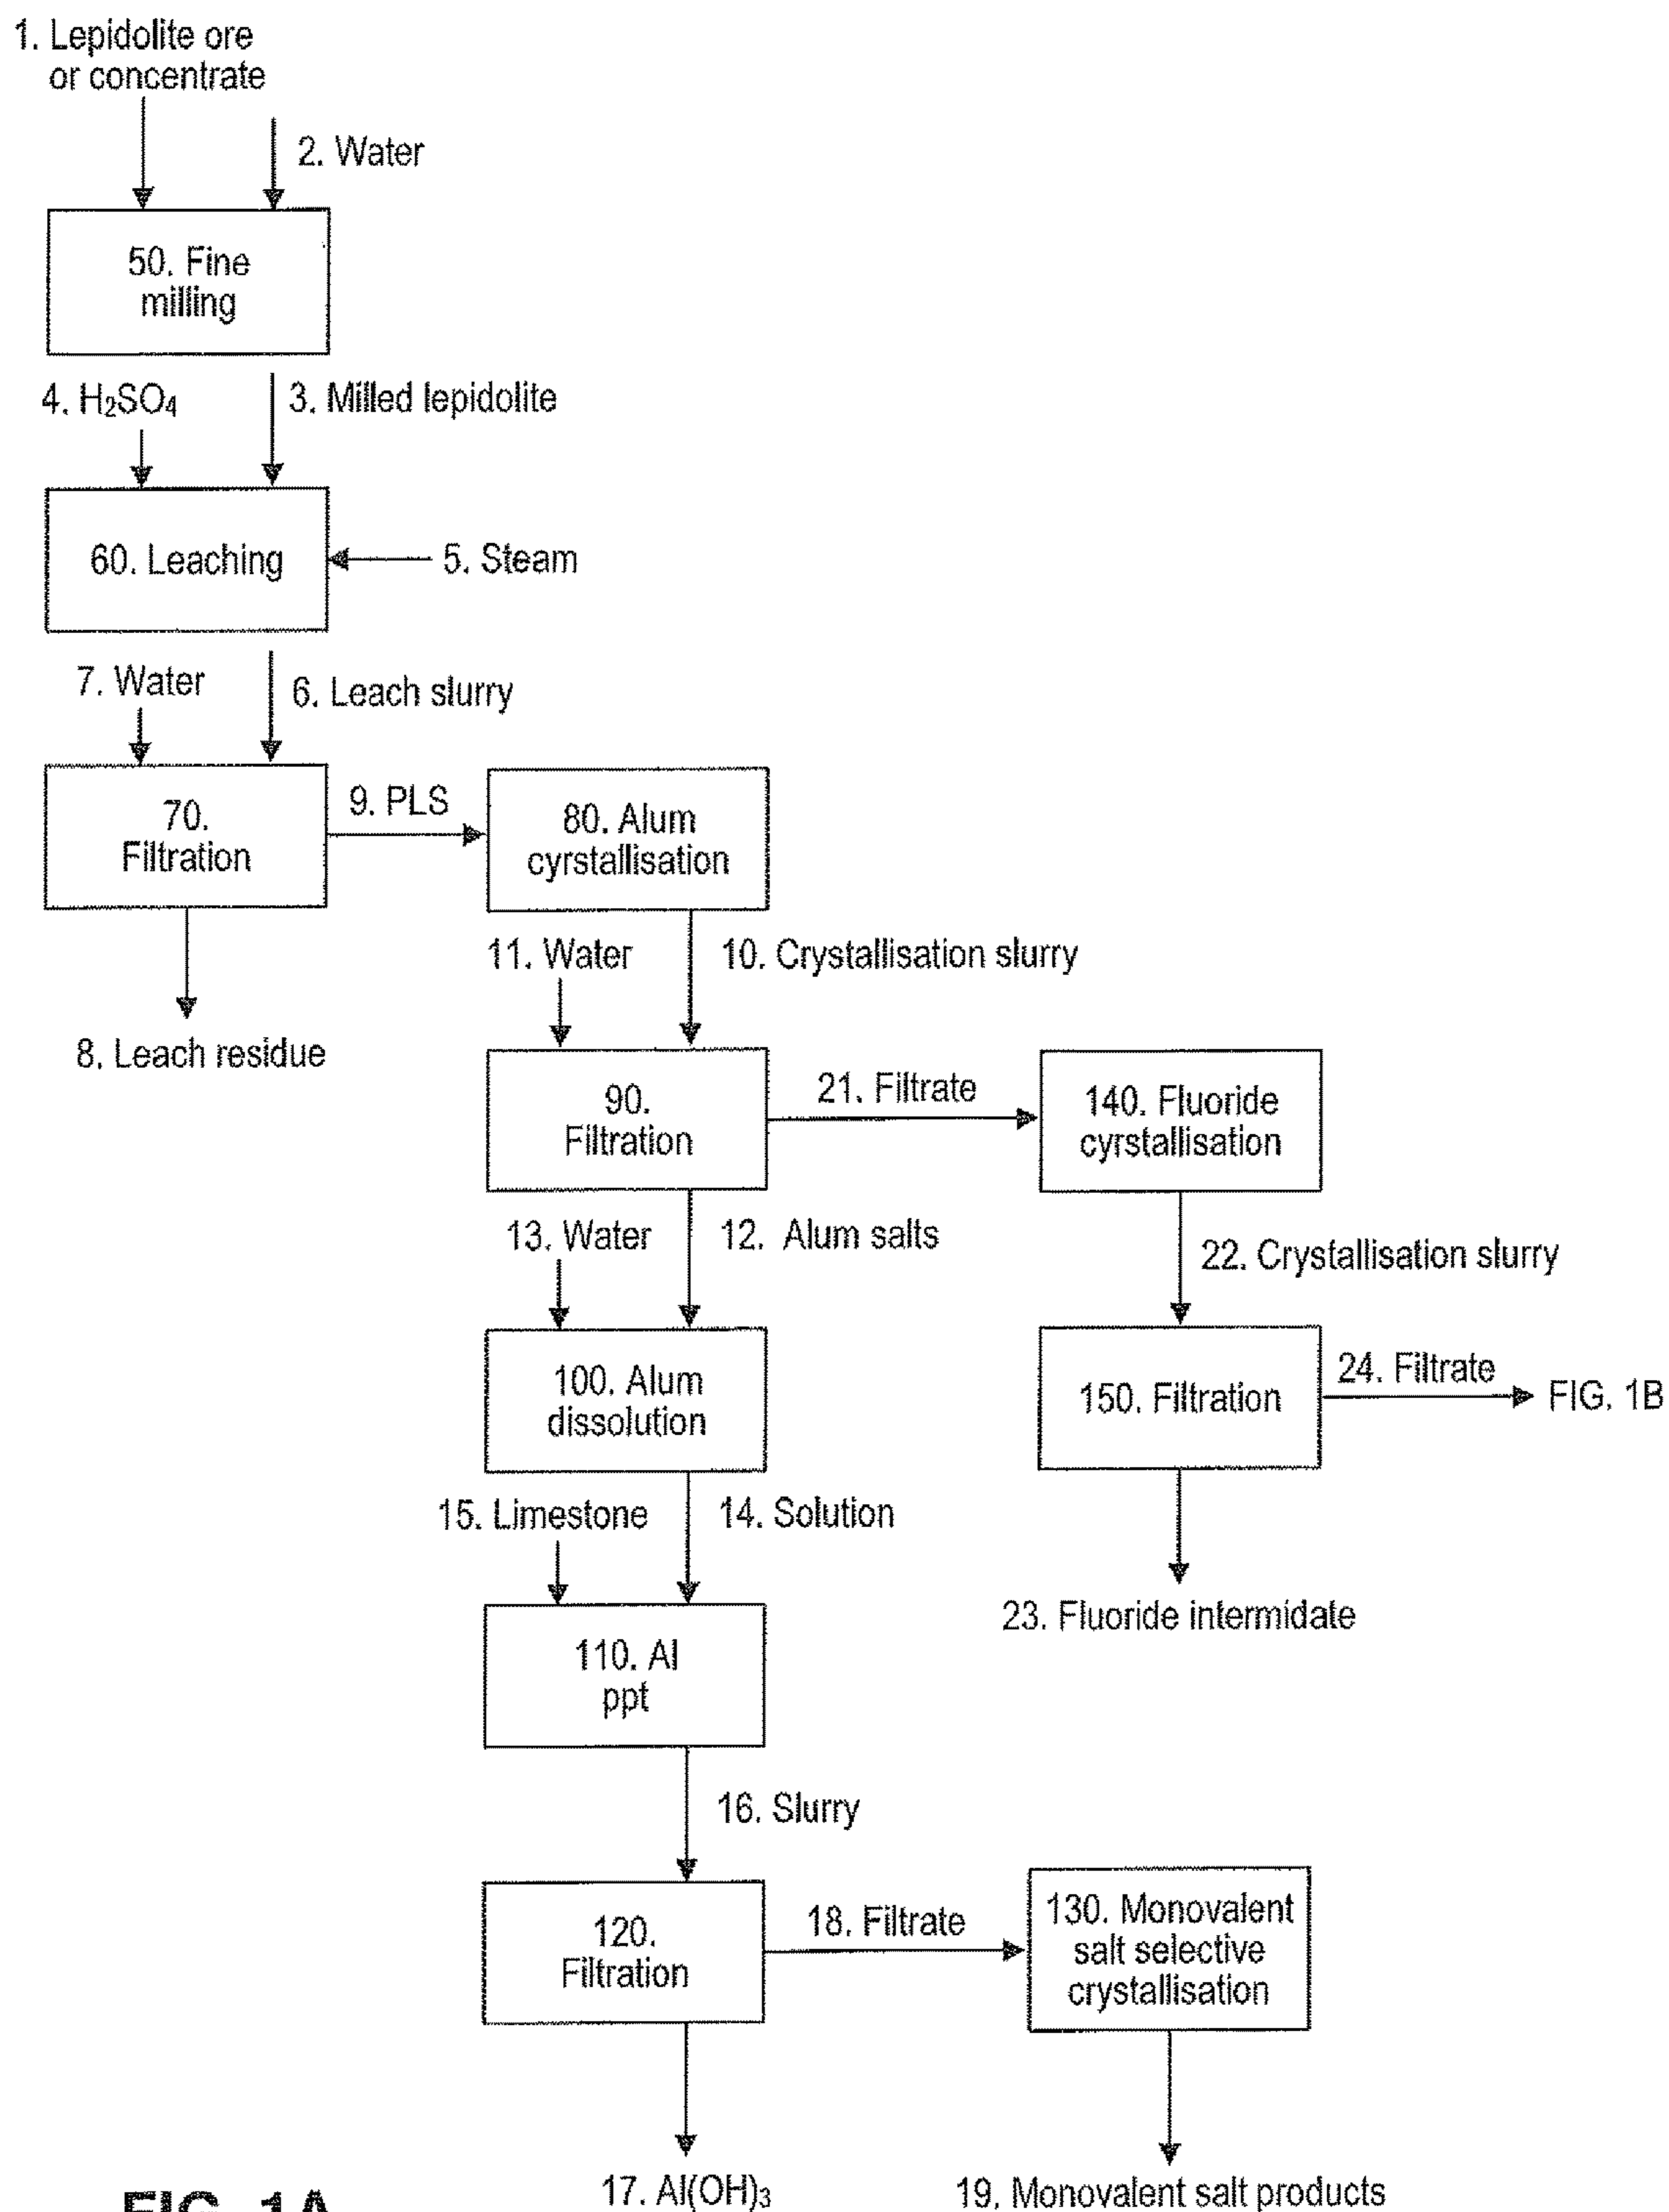 1. Lepidolite ore
or concentrate
2. Water
50. Fine
milling
4. H₂SO₄
3. Milled lepidolite
60. Leaching
5. Steam
7. Water
6. Leach slurry
70.
Filtration
9. PLS
80. Alum
cyrstallisation
11. Water
10. Crystallisation slurry
8. Leach residue
90.
Filtration
21. Filtrate
140. Fluoride
cyrstallisation
13. Water
12. Alum salts
22. Crystallisation slurry
100. Alum
dissolution
150. Filtration
24. Filtrate
FIG. 1B
15. Limestone
14. Solution
23. Fluoride intermidate
110. Al
ppt
16. Slurry
120.
Filtration
18. Filtrate
130. Monovalent
salt selective
crystallisation
17. Al(OH)₃
19. Monovalent salt products
FIG. 1A